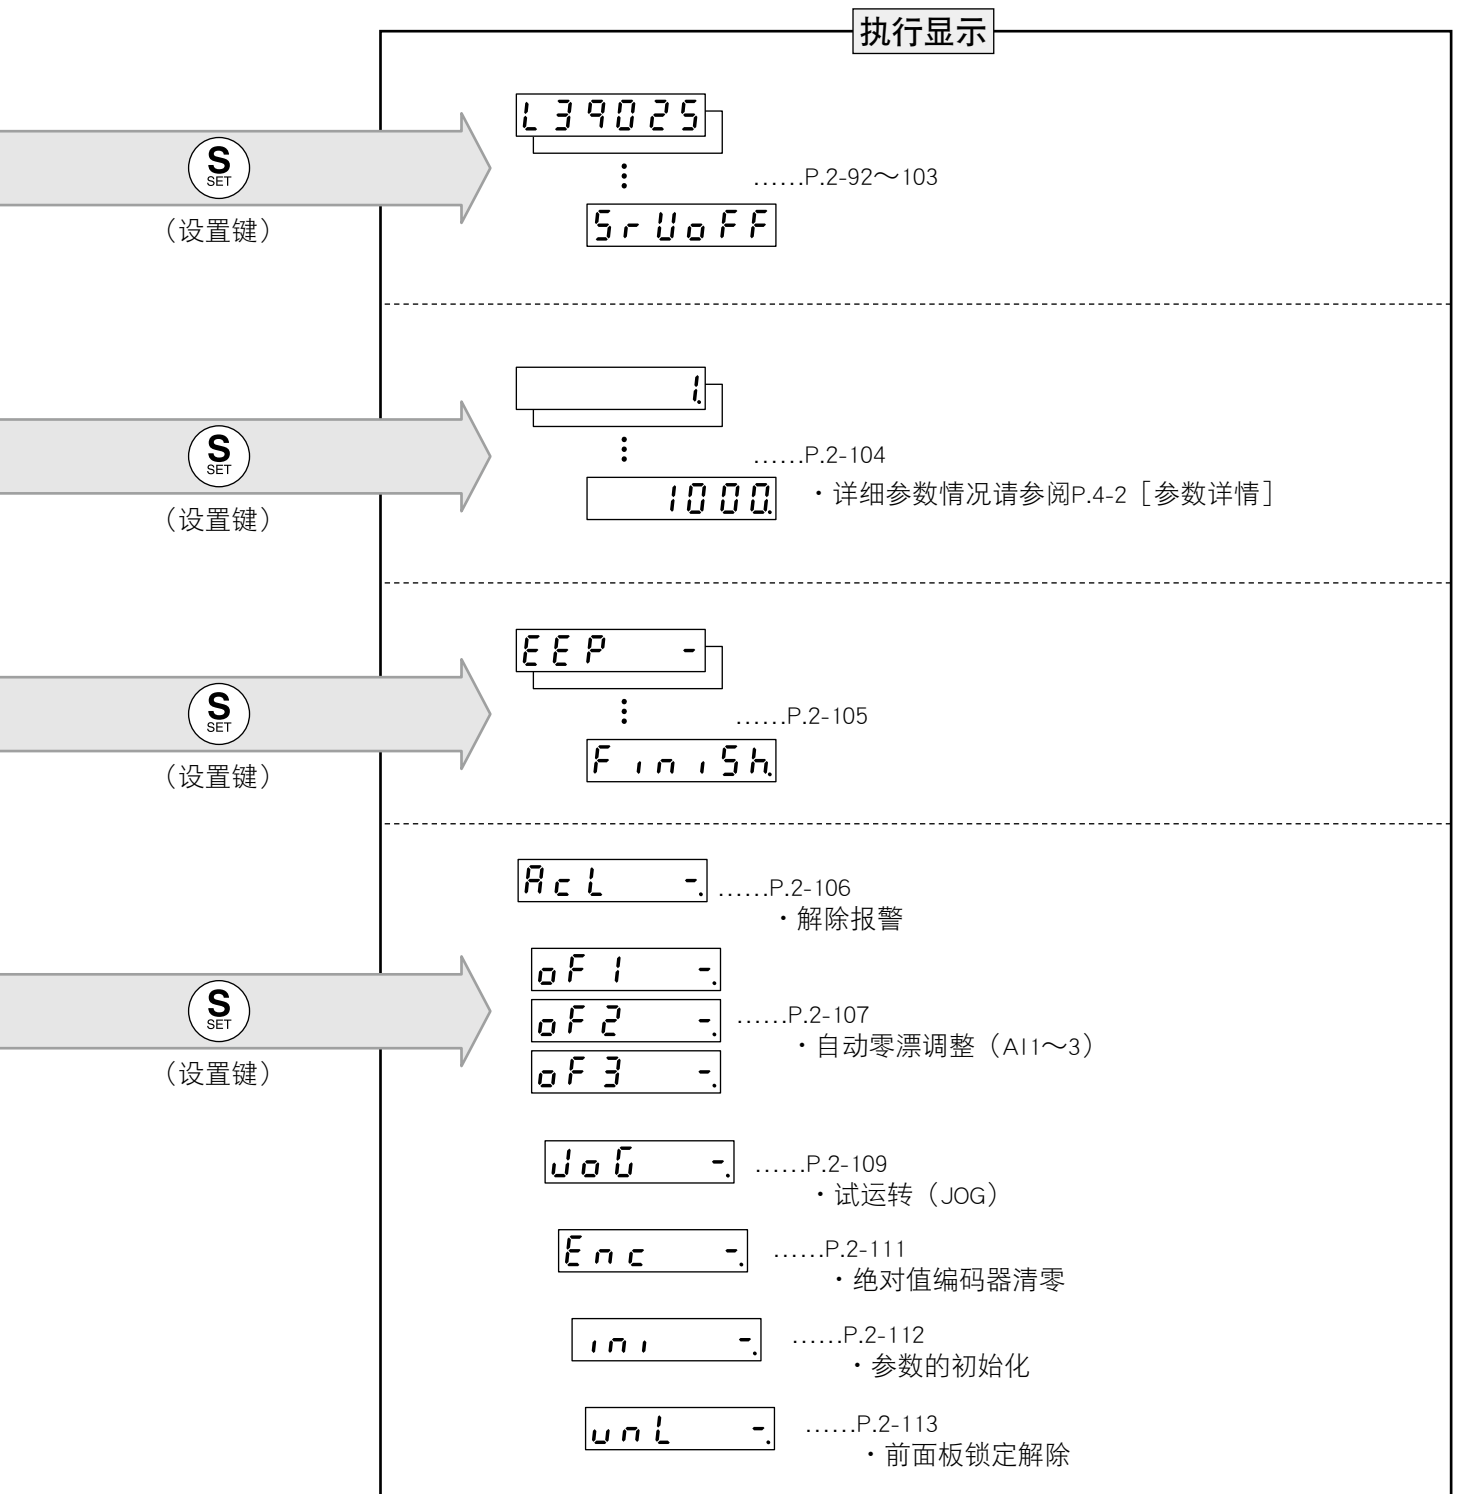 执行显示
L39025
S
SET
……P.2-92～103
SrUoFF
（设置键）
1.
S
SET
……P.2-104
1000.
・详细参数情况请参阅P.4-2［参数详情］
（设置键）
EEP -
S
SET
……P.2-105
FiniSh.
（设置键）
AcL -.
……P.2-106
・解除报警
oF1 -.
S
SET
oF2 -.
……P.2-107
・自动零漂调整（AI1～3）
oF3 -.
（设置键）
JoG -.
……P.2-109
・试运转（JOG）
Enc -.
……P.2-111
・绝对值编码器清零
ini -.
……P.2-112
・参数的初始化
unL -.
……P.2-113
・前面板锁定解除